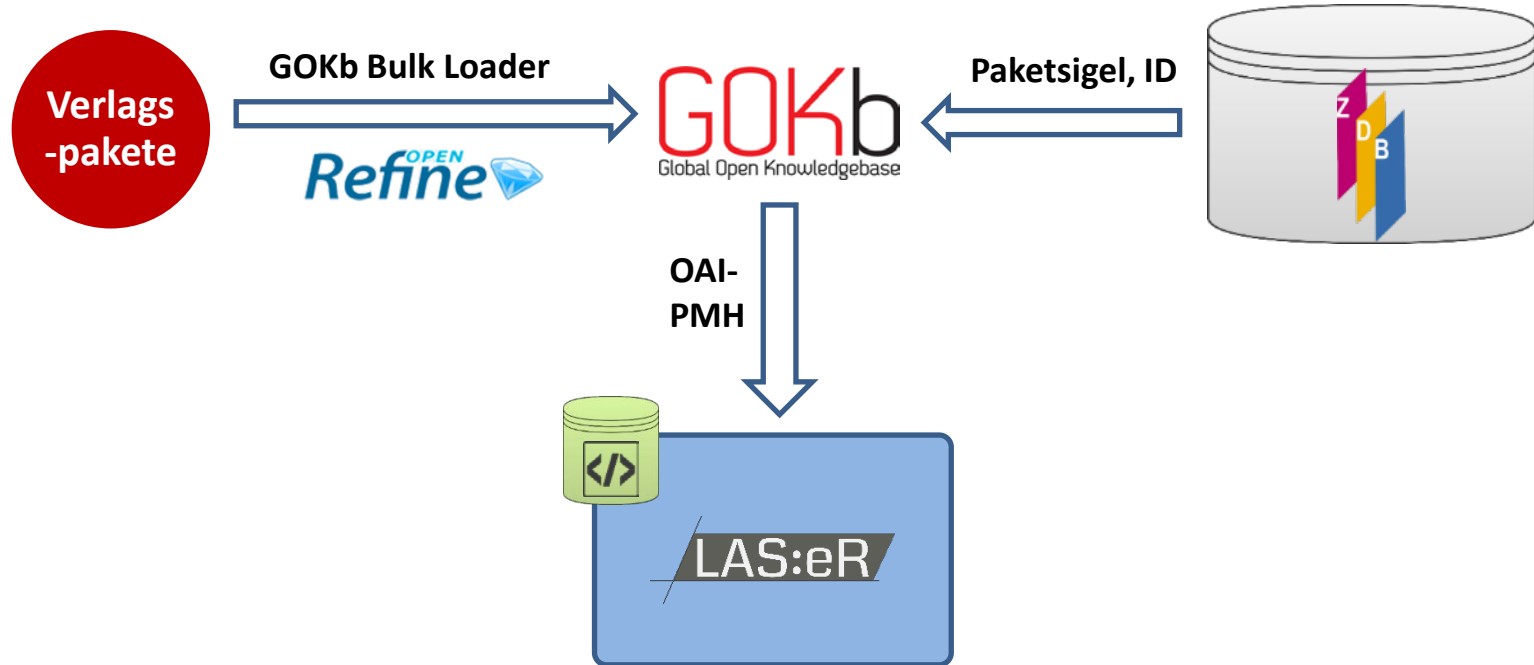 Verlags
-pakete
GOKb Bulk Loader
OPEN
Refine
GOKb
Global Open Knowledgebase
Paketsigel, ID
Z
D
B
OAI-
PMH
</>
LAS:eR